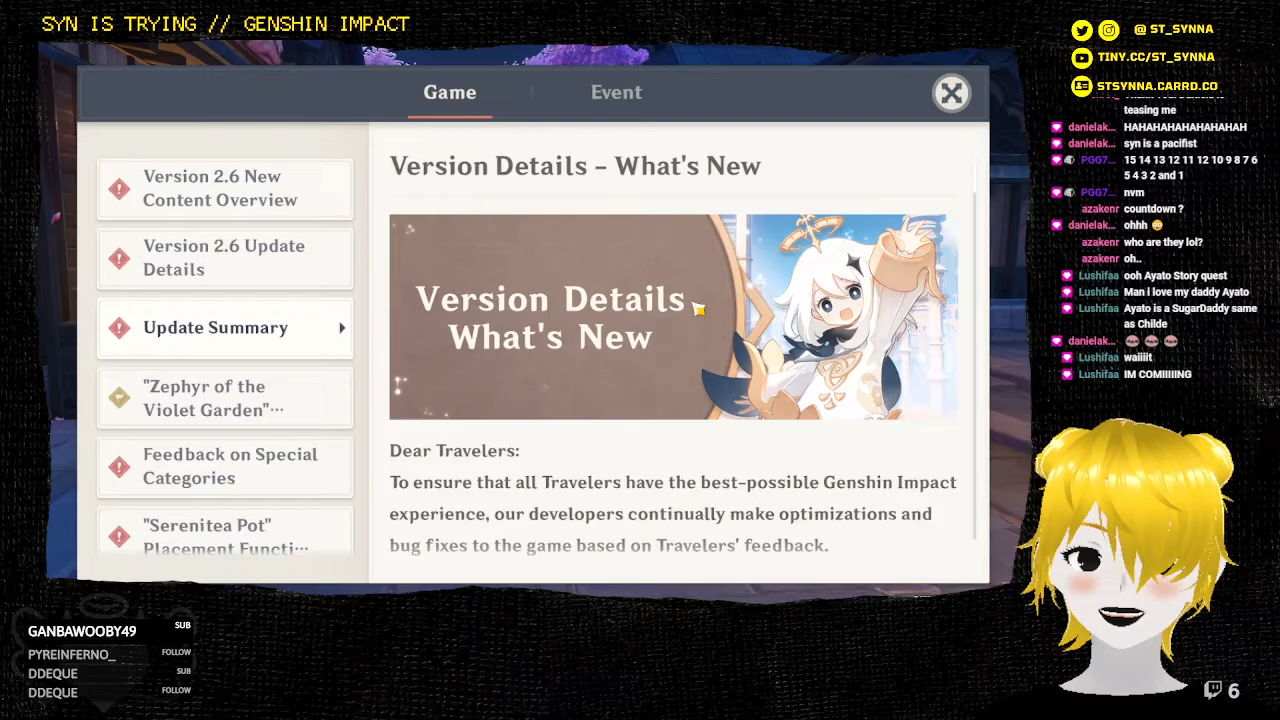 SYN IS TRYING // GENSHIN IMPACT
@ ST_SYNNA
TINY.CC/ST_SYNNA
STSYNNA.CARRD.CO
Game
Event
Version 2.6 New
Content Overview
Version 2.6 Update
Details
Update Summary
"Zephyr of the
Violet Garden"···
Feedback on Special
Categories
"Serenitea Pot"
Placement Functi···
Version Details – What's New
Version Details
What's New
Dear Travelers:
To ensure that all Travelers have the best-possible Genshin Impact
experience, our developers continually make optimizations and
bug fixes to the game based on Travelers' feedback.
teasing me
danielak... HAHAHAHAHAHAHAHAH
danielak... syn is a pacifist
PGG7... 15 14 13 12 11 12 10 9 8 7 6
5 4 3 2 and 1
PGG7... nvm
azakenr countdown ?
danielak... ohhh
azakenr who are they lol?
azakenr oh..
Lushifaa ooh Ayato Story quest
Lushifaa Man i love my daddy Ayato
Lushifaa Ayato is a SugarDaddy same
as Childe
danielak...
Lushifaa waiiiit
Lushifaa IM COMIIIIING
GANBAWOOBY49 SUB
PYREINFERNO_ FOLLOW
DDEQUE SUB
DDEQUE FOLLOW
6